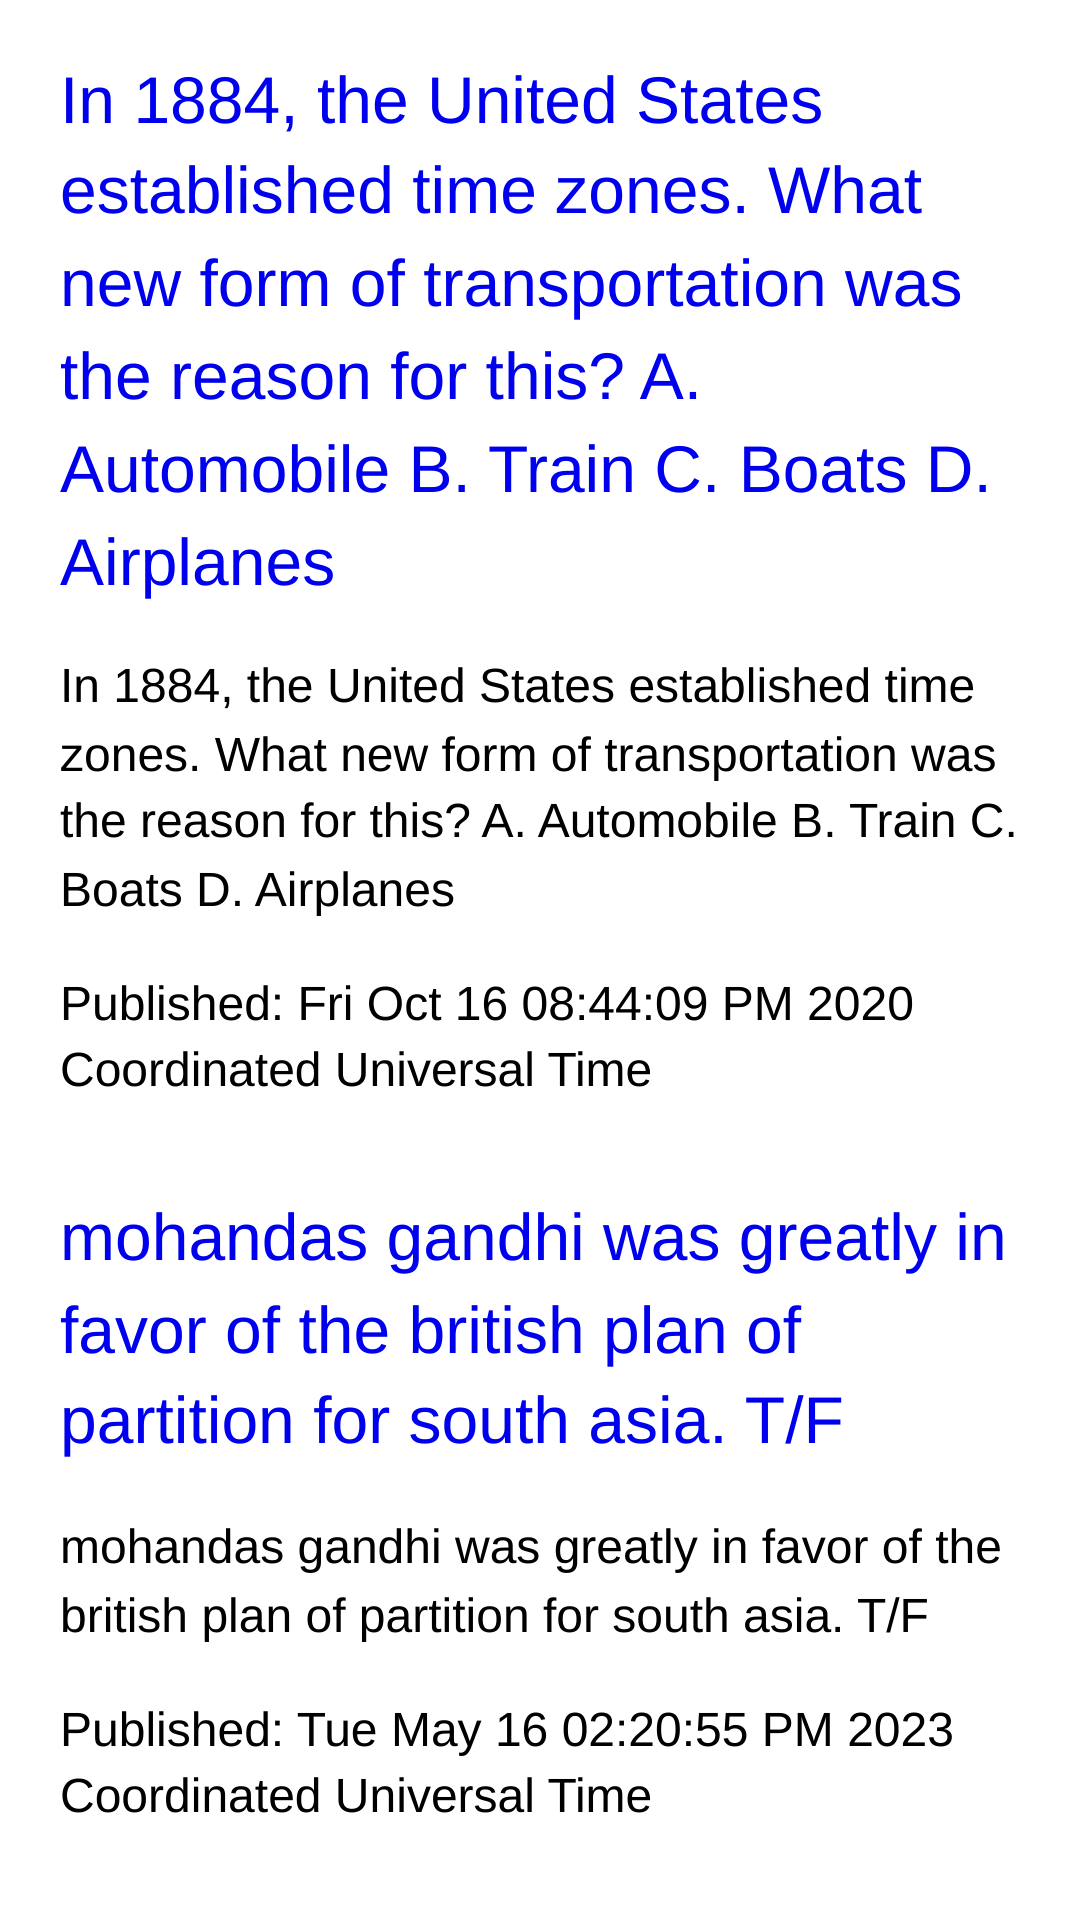 In 1884, the United States
established time zones. What
new form of transportation was
the reason for this? A.
Automobile B. Train C. Boats D.
Airplanes
In 1884, the United States established time
zones. What new form of transportation was
the reason for this? A. Automobile B. Train C.
Boats D. Airplanes
Published: Fri Oct 16 08:44:09 PM 2020
Coordinated Universal Time
mohandas gandhi was greatly in
favor of the british plan of
partition for south asia. T/F
mohandas gandhi was greatly in favor of the
british plan of partition for south asia. T/F
Published: Tue May 16 02:20:55 PM 2023
Coordinated Universal Time